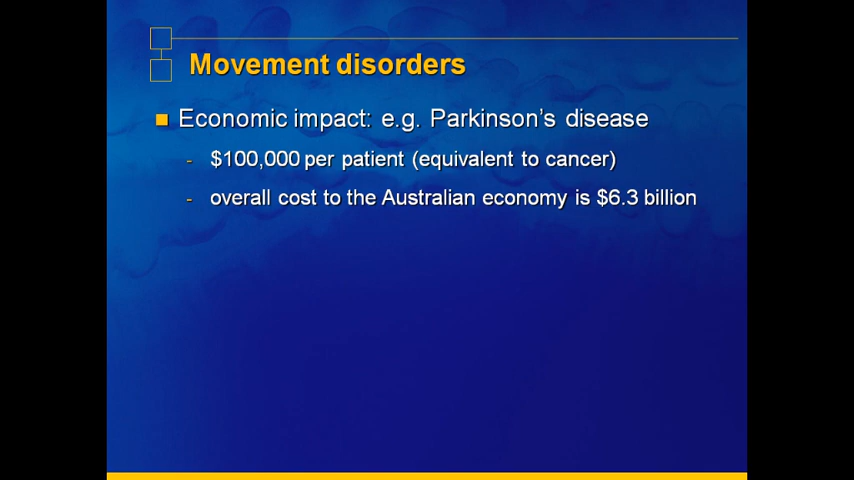 Movement disorders
Economic impact: e.g. Parkinson’s disease
- $100,000 per patient (equivalent to cancer)
- overall cost to the Australian economy is $6.3 billion